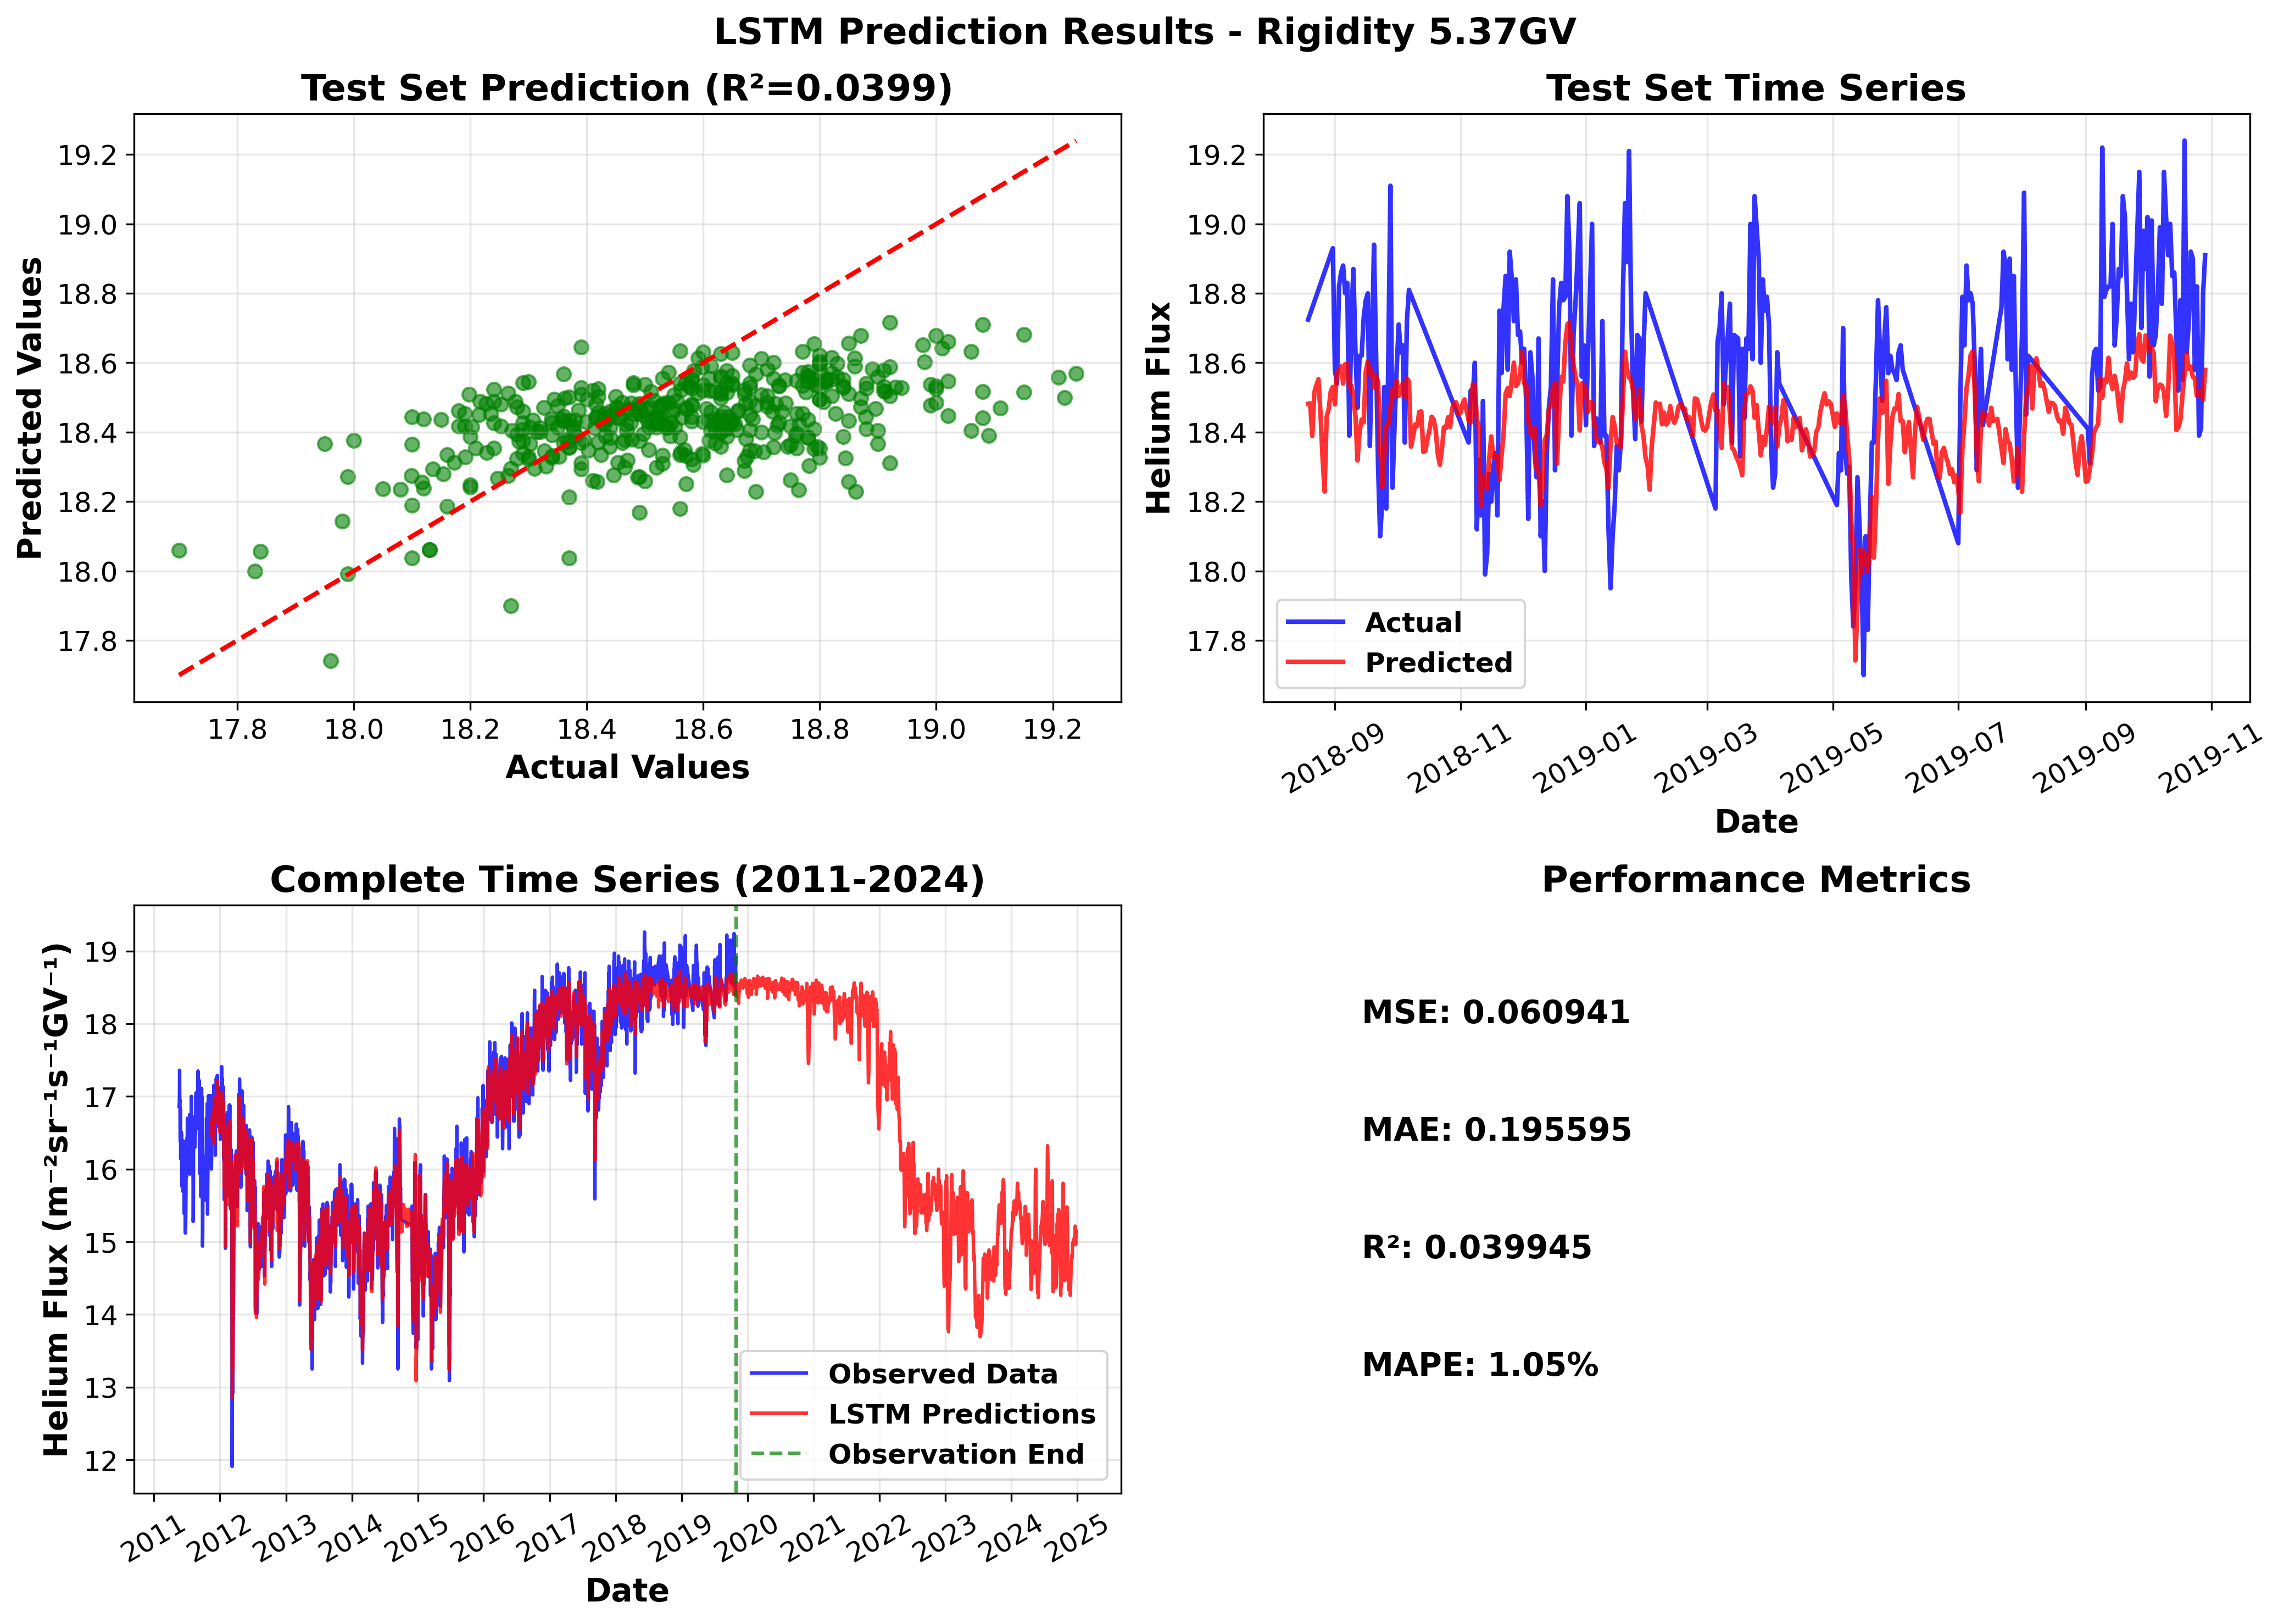 LSTM Prediction Results - Rigidity 5.37GV
Test Set Prediction (R²=0.0399)
19.2
19.0
18.8
18.6
18.4
18.2
18.0
17.8
Predicted Values
17.8 18.0 18.2 18.4 18.6 18.8 19.0 19.2
Actual Values
Test Set Time Series
19.2
19.0
18.8
18.6
18.4
18.2
18.0
17.8
Helium Flux
Actual
Predicted
2018-09 2018-11 2019-01 2019-03 2019-05 2019-07 2019-09 2019-11
Date
Complete Time Series (2011-2024)
19
18
17
16
15
14
13
12
Helium Flux (m⁻²sr⁻¹s⁻¹GV⁻¹)
Observed Data
LSTM Predictions
Observation End
2011 2012 2013 2014 2015 2016 2017 2018 2019 2020 2021 2022 2023 2024 2025
Date
Performance Metrics
MSE: 0.060941
MAE: 0.195595
R²: 0.039945
MAPE: 1.05%